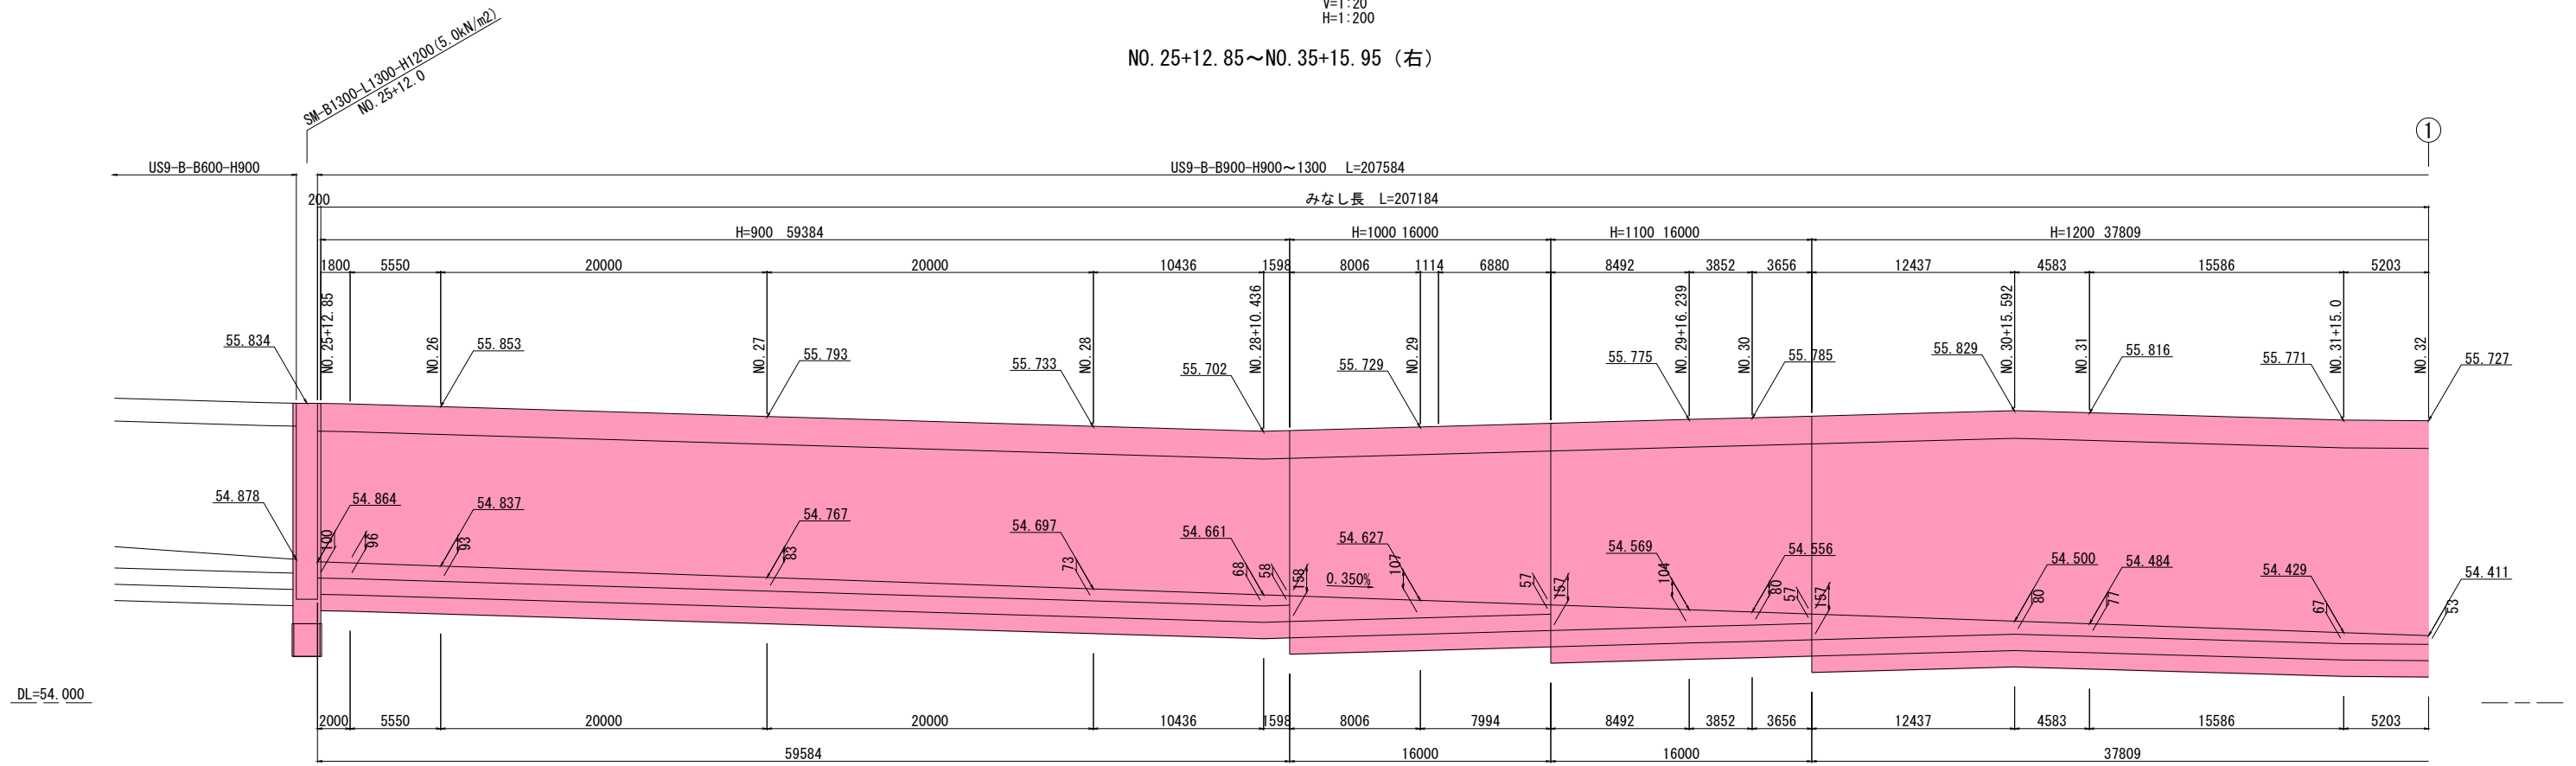 V=1:20
H=1:200
NO.25+12.85～NO.35+15.95 (右)
SM-B1300-L1300-H1200(5.0kN/m2)
NO.25+12.0
①
US9-B-B600-H900
US9-B-B900-H900～1300 L=207584
200
みなし長 L=207184
H=900 59384
H=1000 16000
H=1100 16000
H=1200 37809
1800 5550 20000 20000 10436 1598 8006 1114 6880 8492 3852 3656 12437 4583 15586 5203
NO.25+12.85
NO.26
NO.27
NO.28
NO.28+10.436
NO.29
NO.29+16.239
NO.30
NO.30+15.592
NO.31
NO.31+15.0
NO.32
55.834
55.853
55.793
55.733
55.702
55.729
55.775
55.785
55.829
55.816
55.771
55.727
54.878
54.864
54.837
54.767
54.697
54.661
54.627
54.569
54.556
54.500
54.484
54.429
54.411
100
96
93
83
73
68
58
158
0.350%
107
57
157
104
80
57
157
80
77
67
53
DL=54.000
2000 5550 20000 20000 10436 1598 8006 7994 8492 3852 3656 12437 4583 15586 5203
59584 16000 16000 37809